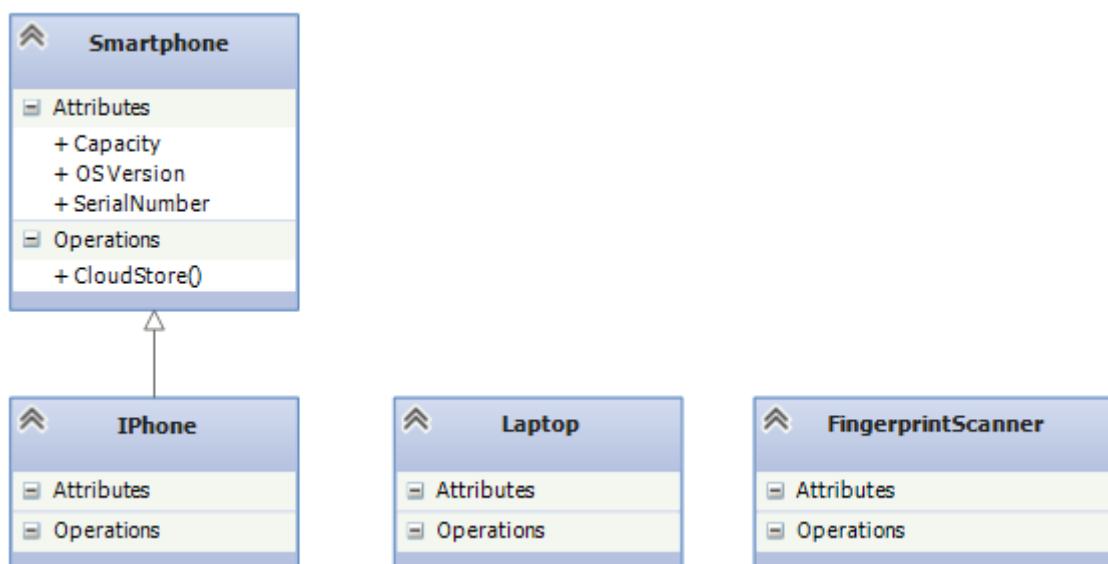 Smartphone
Attributes
+ Capacity
+ OSVersion
+ SerialNumber
Operations
+ CloudStore()
IPhone
Attributes
Operations
Laptop
Attributes
Operations
FingerprintScanner
Attributes
Operations